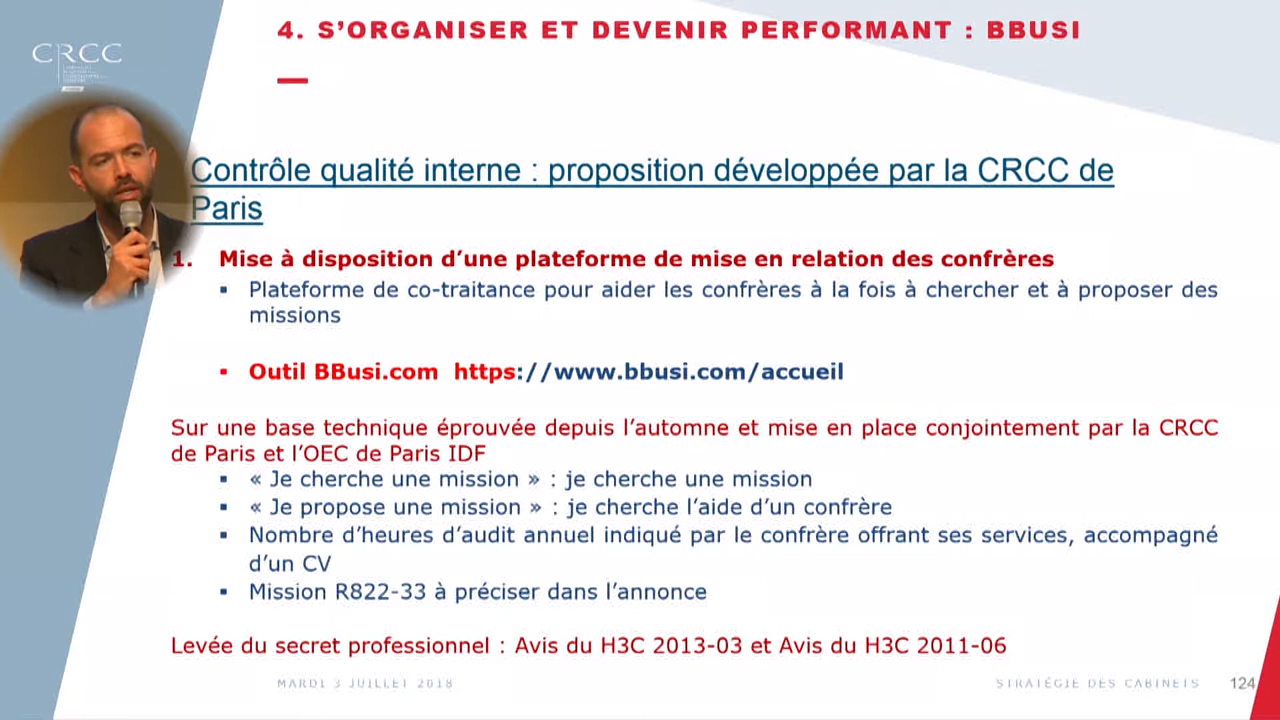 4. S'ORGANISER ET DEVENIR PERFORMANT : BBUSI
CRCC
Contrôle qualité interne : proposition développée par la CRCC de
Paris
1. Mise à disposition d'une plateforme de mise en relation des confrères
▪ Plateforme de co-traitance pour aider les confrères à la fois à chercher et à proposer des
missions
▪ Outil BBusi.com https://www.bbusi.com/accueil
Sur une base technique éprouvée depuis l'automne et mise en place conjointement par la CRCC
de Paris et l'OEC de Paris IDF
▪ « Je cherche une mission » : je cherche une mission
▪ « Je propose une mission » : je cherche l'aide d'un confrère
▪ Nombre d'heures d'audit annuel indiqué par le confrère offrant ses services, accompagné
d'un CV
▪ Mission R822-33 à préciser dans l'annonce
Levée du secret professionnel : Avis du H3C 2013-03 et Avis du H3C 2011-06
MARDI 3 JUILLET 2018
STRATÉGIE DES CABINETS
124